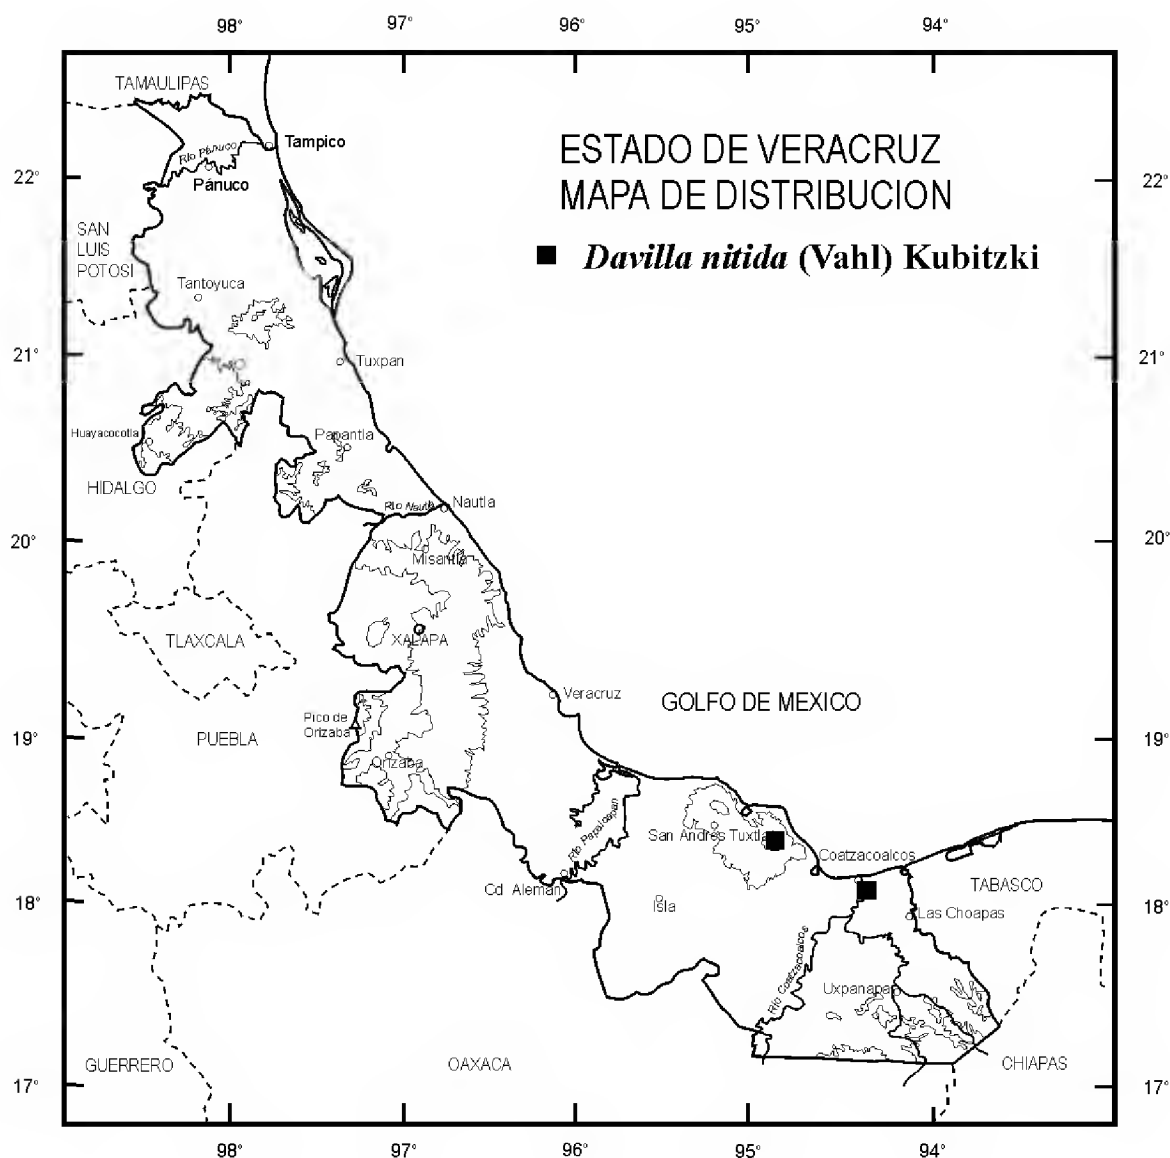 98°
97°
96°
95°
94°
TAMAULIPAS
Tampico
Río Pánuco
Pánuco
ESTADO DE VERACRUZ
MAPA DE DISTRIBUCION
Davilla nitida (Vahl) Kubitzki
22°
22°
SAN
LUIS
POTOSI
Tantoyuca
21°
Tuxpan
21°
Huayacocotla
Papantla
HIDALGO
Río Nautla
Nautla
20°
20°
Misantla
TLAXCALA
XALAPA
Veracruz
GOLFO DE MEXICO
Pico de
Orizaba
PUEBLA
19°
19°
Orizaba
Río Papaloapan
San Andrés Tuxtla
Coatzacoalcos
Cd Alemán
TABASCO
Isla
18°
Las Choapas
18°
Río Coatzacoalcos
Uxpanapa
GUERRERO
OAXACA
CHIAPAS
17°
17°
98°
97°
96°
95°
94°